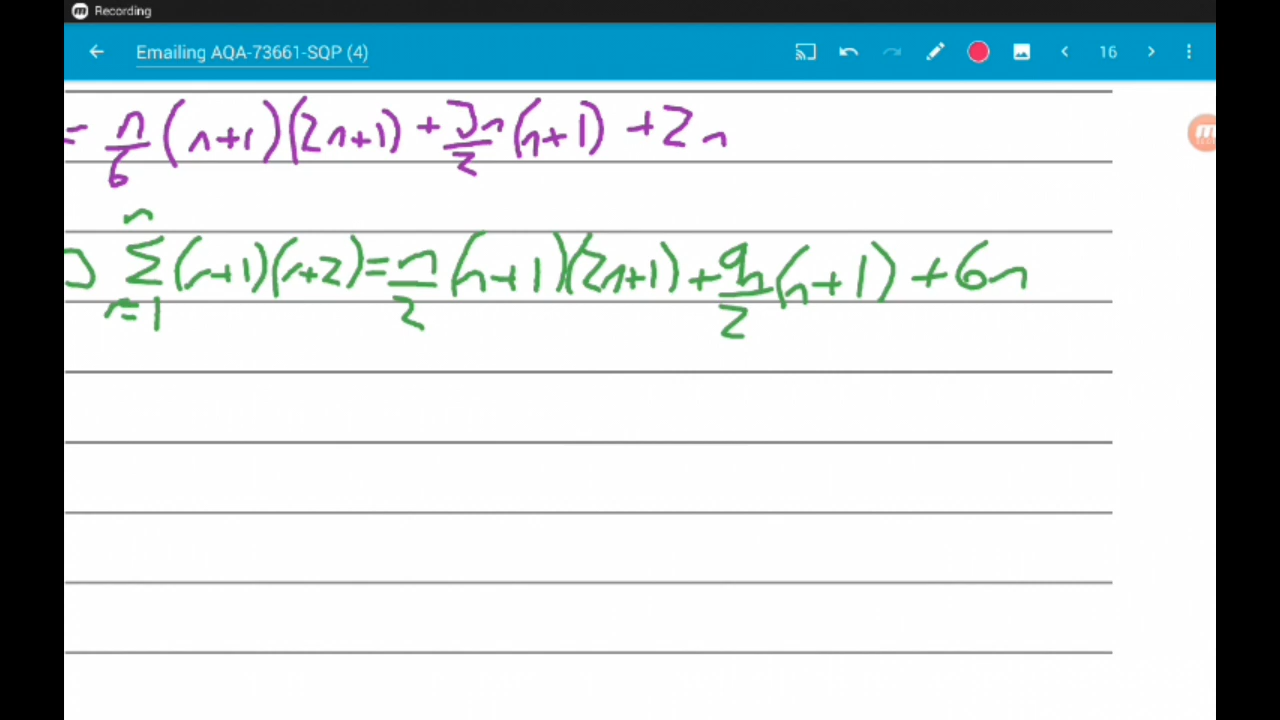 Recording
Emailing AQA-73661-SQP (4)
16
= n/6 (n+1)(2n+1) + 3n/2 (n+1) + 2n
3 Σ_{r=1}^{n} (r+1)(r+2) = n/2 (n+1)(2n+1) + 9n/2 (n+1) + 6n